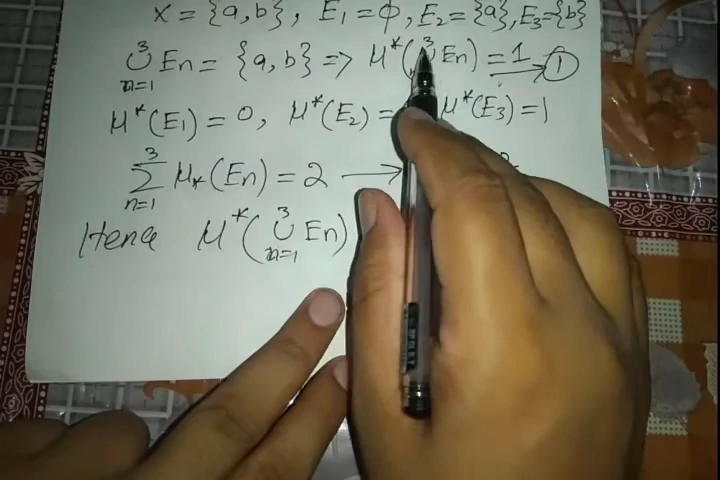 X = {a,b}, E₁ = ϕ, E₂ = {a}, E₃ = {b}
3 ∪ n=1 En = {a,b} => μ*(3 ∪ En) = 1 → ①
μ*(E₁) = 0, μ*(E₂) = μ*(E₃) = 1
3 ∑ n=1 μ*(En) = 2 → 2
Hence μ*(3 ∪ n=1 En)